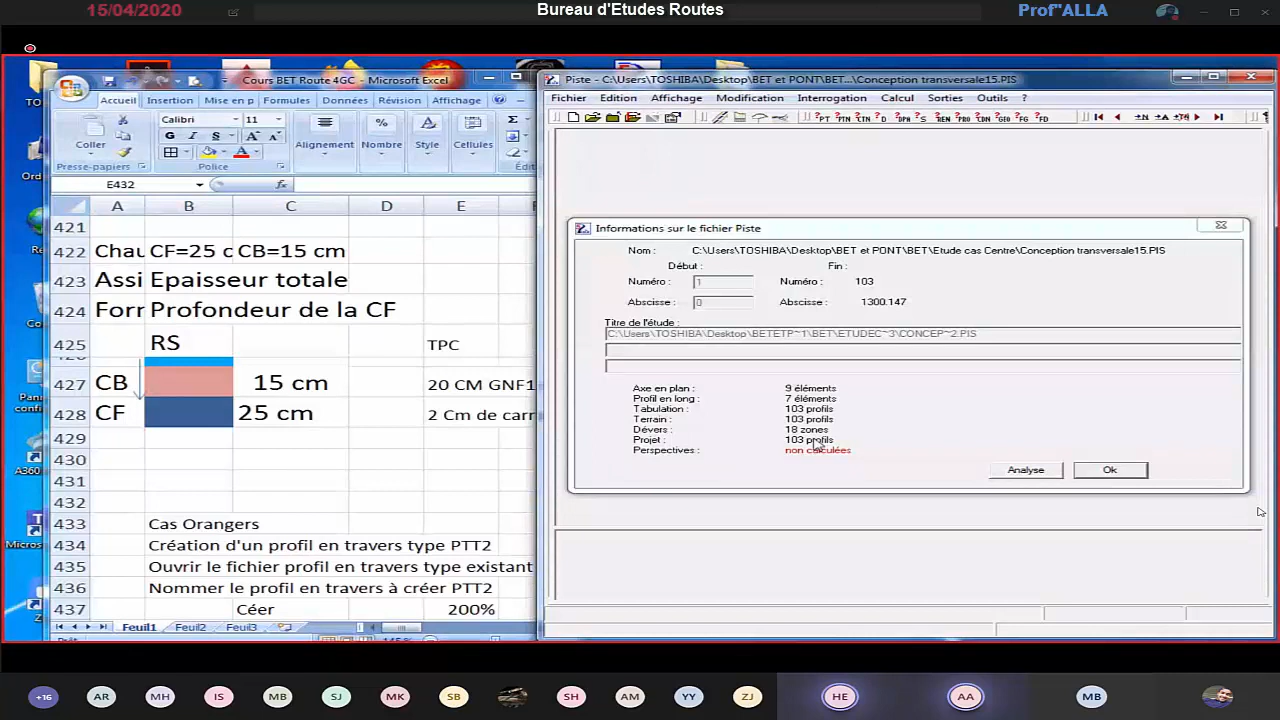 15/04/2020
Bureau d'Etudes Routes
Prof"ALLA
Cours BET Route 4GC - Microsoft Excel
Accueil Insertion Mise en p Formules Données Révision Affichage
Coller
Calibri 11
G I S
Alignement
Nombre
Style
Cellules
Presse-papiers
Police
E432
A B C D E
421
422 Chau CF=25 c CB=15 cm
423 Assi Epaisseur totale
424 Forr Profondeur de la CF
425 RS TPC
427 CB 15 cm 20 CM GNF1
428 CF 25 cm 2 Cm de carr
429
430
431
432
433 Cas Orangers
434 Création d'un profil en travers type PTT2
435 Ouvrir le fichier profil en travers type existant
436 Nommer le profil en travers à créer PTT2
437 Céer 200%
Feuil1 Feuil2 Feuil3
Piste - C:\Users\TOSHIBA\Desktop\BET et PONT\BET...\Conception transversale15.PIS
Fichier Edition Affichage Modification Interrogation Calcul Sorties Outils ?
Informations sur le fichier Piste
Nom : C:\Users\TOSHIBA\Desktop\BET et PONT\BET\Etude cas Centre\Conception transversale15.PIS
Début : Fin :
Numéro : 1 Numéro : 103
Abscisse : 0 Abscisse : 1300.147
Titre de l'étude :
C:\Users\TOSHIBA\Desktop\BETETP~1\BET\ETUDEC~3\CONCEP~2.PIS
Axe en plan : 9 éléments
Profil en long : 7 éléments
Tabulation : 103 profils
Terrain : 103 profils
Dévers : 18 zones
Projet : 103 profils
Perspectives : non calculées
Analyse Ok
+16 AR MH IS MB SJ MK SB SH AM YY ZJ HE AA MB